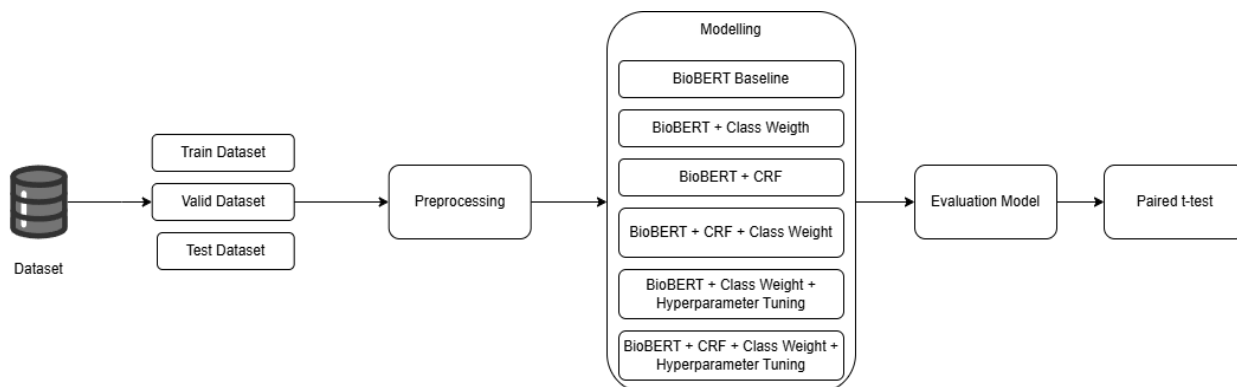 Dataset
Train Dataset
Valid Dataset
Test Dataset
Preprocessing
Modelling
BioBERT Baseline
BioBERT + Class Weigth
BioBERT + CRF
BioBERT + CRF + Class Weight
BioBERT + Class Weight +
Hyperparameter Tuning
BioBERT + CRF + Class Weight +
Hyperparameter Tuning
Evaluation Model
Paired t-test